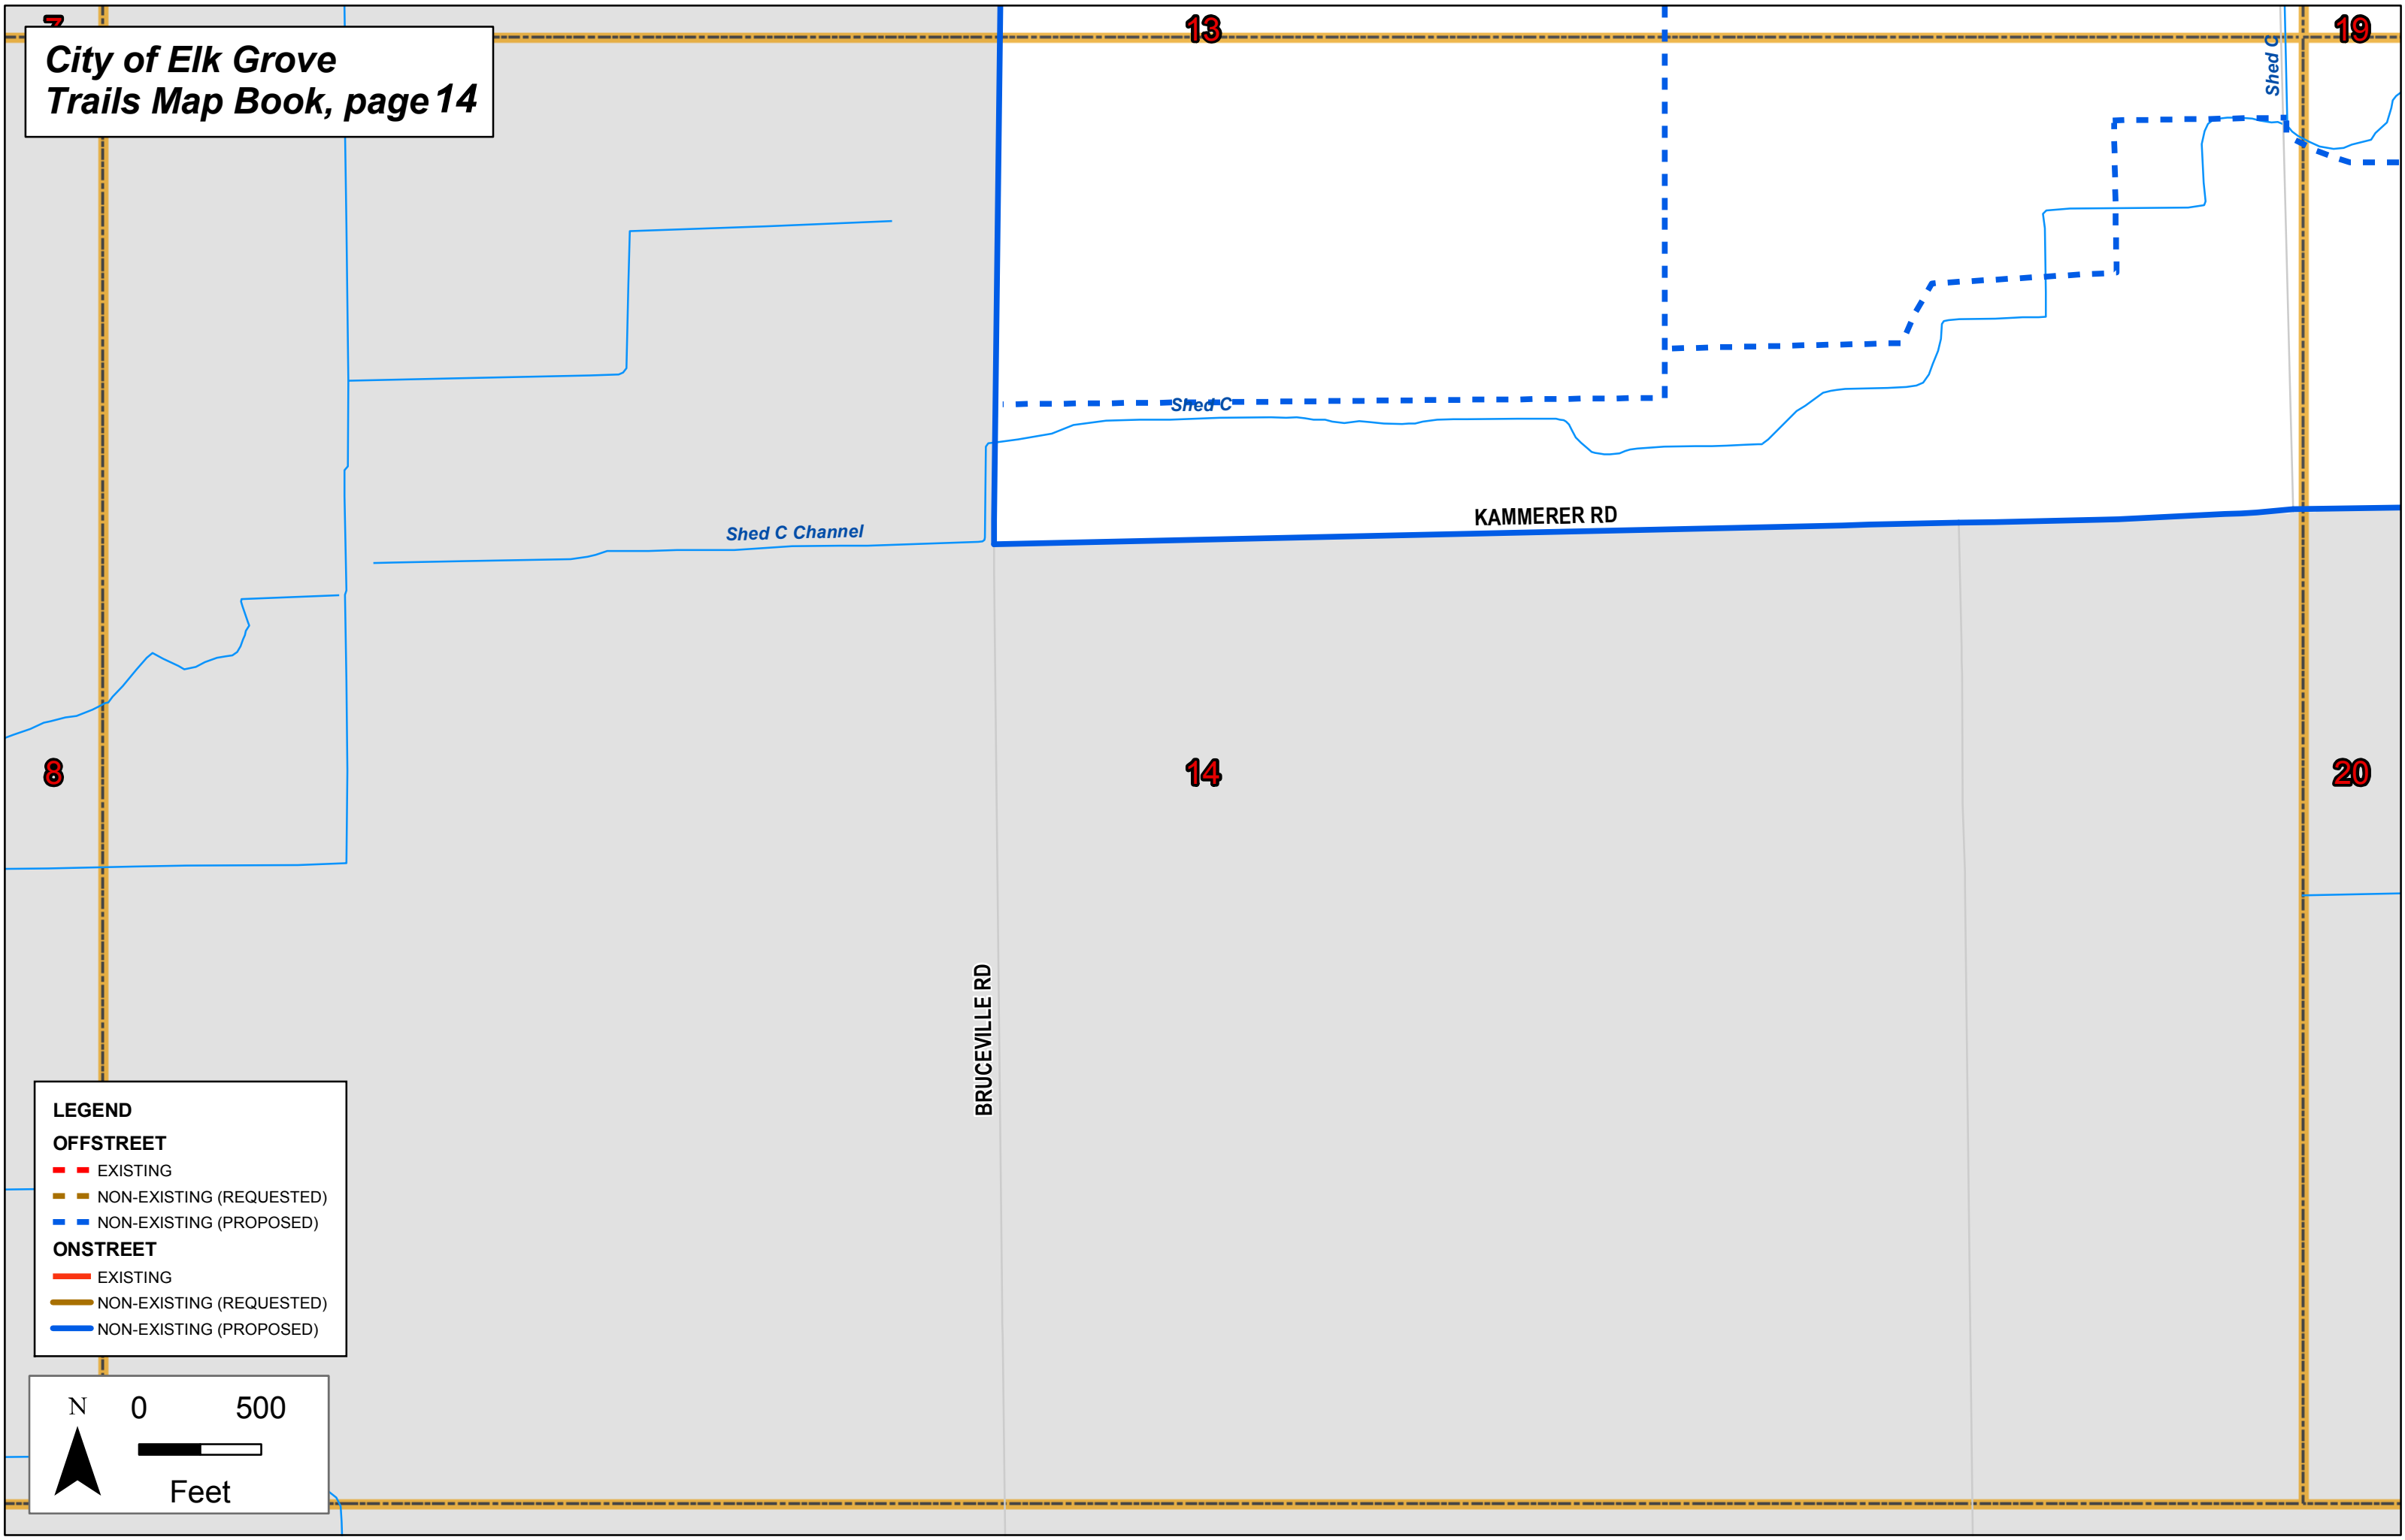 7
13
19
City of Elk Grove
Trails Map Book, page 14
Shed C
Shed C
KAMMERER RD
Shed C Channel
8
14
20
BRUCEVILLE RD
LEGEND
OFFSTREET
EXISTING
NON-EXISTING (REQUESTED)
NON-EXISTING (PROPOSED)
ONSTREET
EXISTING
NON-EXISTING (REQUESTED)
NON-EXISTING (PROPOSED)
N
0 500
Feet